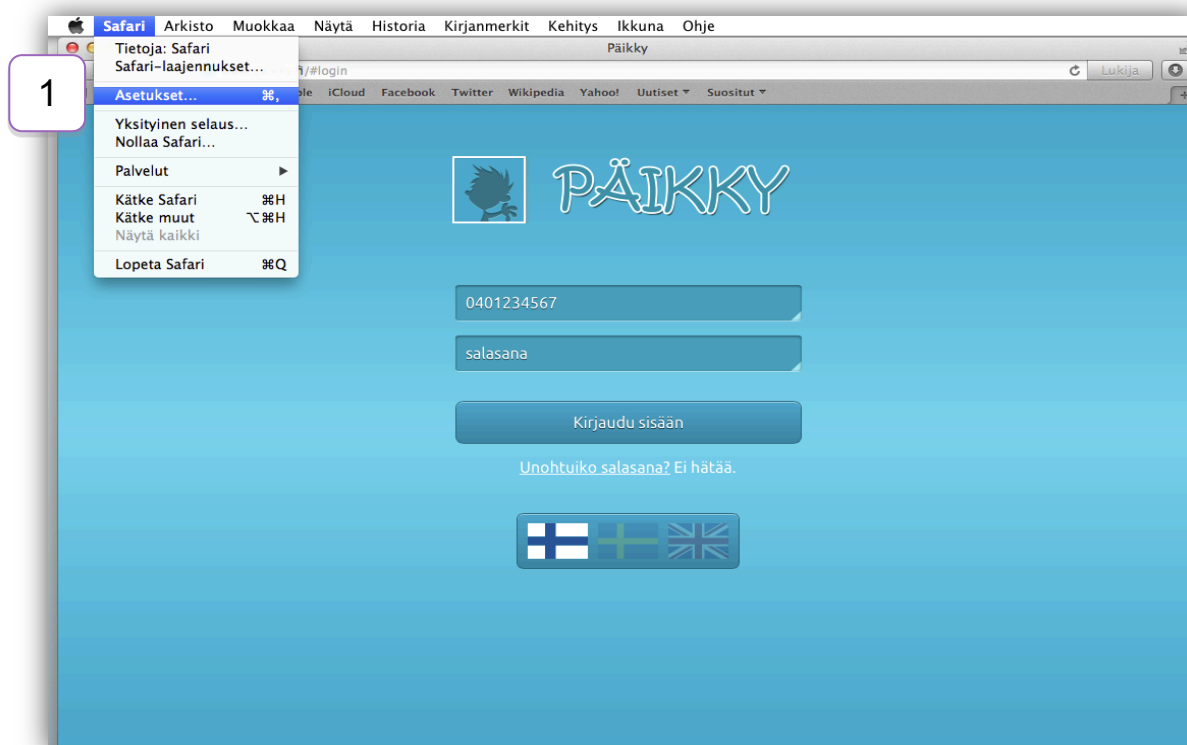 Safari Arkisto Muokkaa Näytä Historia Kirjanmerkit Kehitys Ikkuna Ohje
Päikky
/#login
Lukija
iCloud Facebook Twitter Wikipedia Yahoo! Uutiset Suositut
1
Tietoja: Safari
Safari-laajennukset...
Asetukset... ⌘,
Yksityinen selaus...
Nollaa Safari...
Palvelut
Kätke Safari ⌘H
Kätke muut ⌥⌘H
Näytä kaikki
Lopeta Safari ⌘Q
PÄIKKY
0401234567
salasana
Kirjaudu sisään
Unohtuiko salasana? Ei hätää.